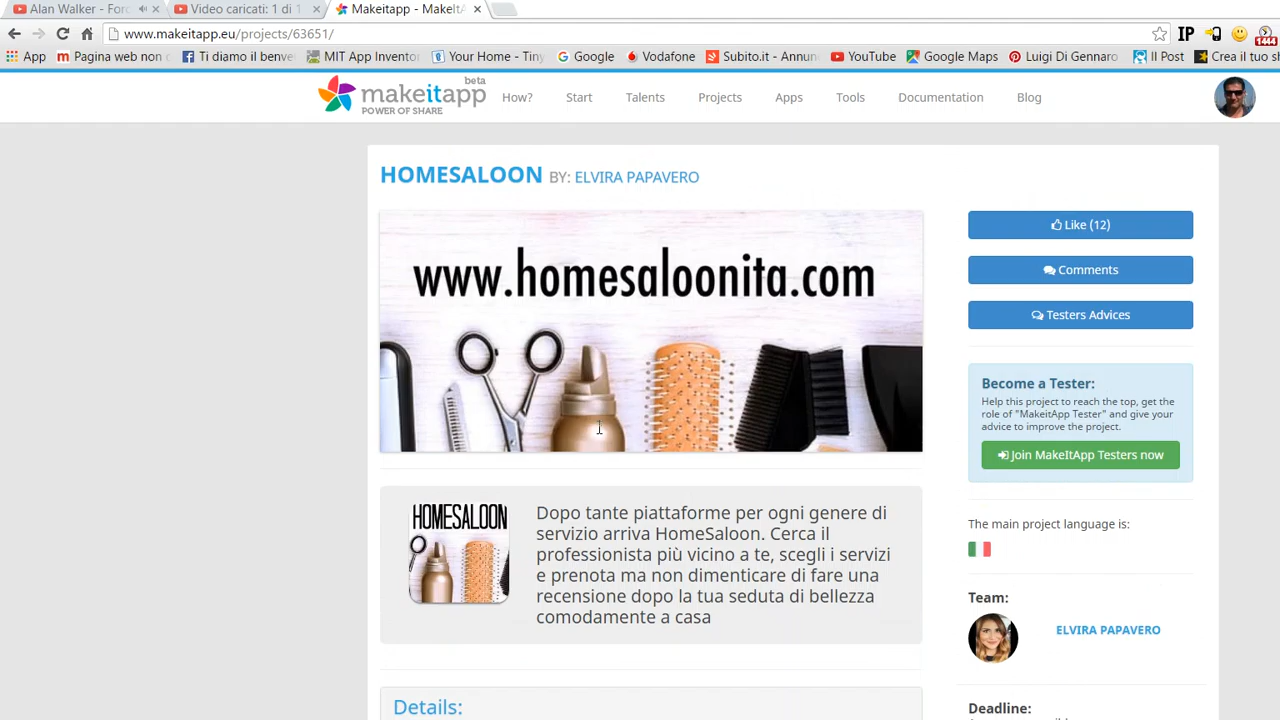 Alan Walker - Forc
Video caricati: 1 di 1
Makeitapp - MakeIt
www.makeitapp.eu/projects/63651/
IP
1444
App
Pagina web non
Ti diamo il benve
MIT App Inventor
Your Home - Tiny
Google
Vodafone
Subito.it - Annun
YouTube
Google Maps
Luigi Di Gennaro
Il Post
Crea il tuo s
makeitapp
beta
POWER OF SHARE
How?
Start
Talents
Projects
Apps
Tools
Documentation
Blog
HOMESALOON BY: ELVIRA PAPAVERO
www.homesaloonita.com
Like (12)
Comments
Testers Advices
Become a Tester:
Help this project to reach the top, get the
role of "MakeitApp Tester" and give your
advice to improve the project.
Join MakeItApp Testers now
HOMESALOON
Dopo tante piattaforme per ogni genere di
servizio arriva HomeSaloon. Cerca il
professionista più vicino a te, scegli i servizi
e prenota ma non dimenticare di fare una
recensione dopo la tua seduta di bellezza
comodamente a casa
The main project language is:
Team:
ELVIRA PAPAVERO
Details:
Deadline: